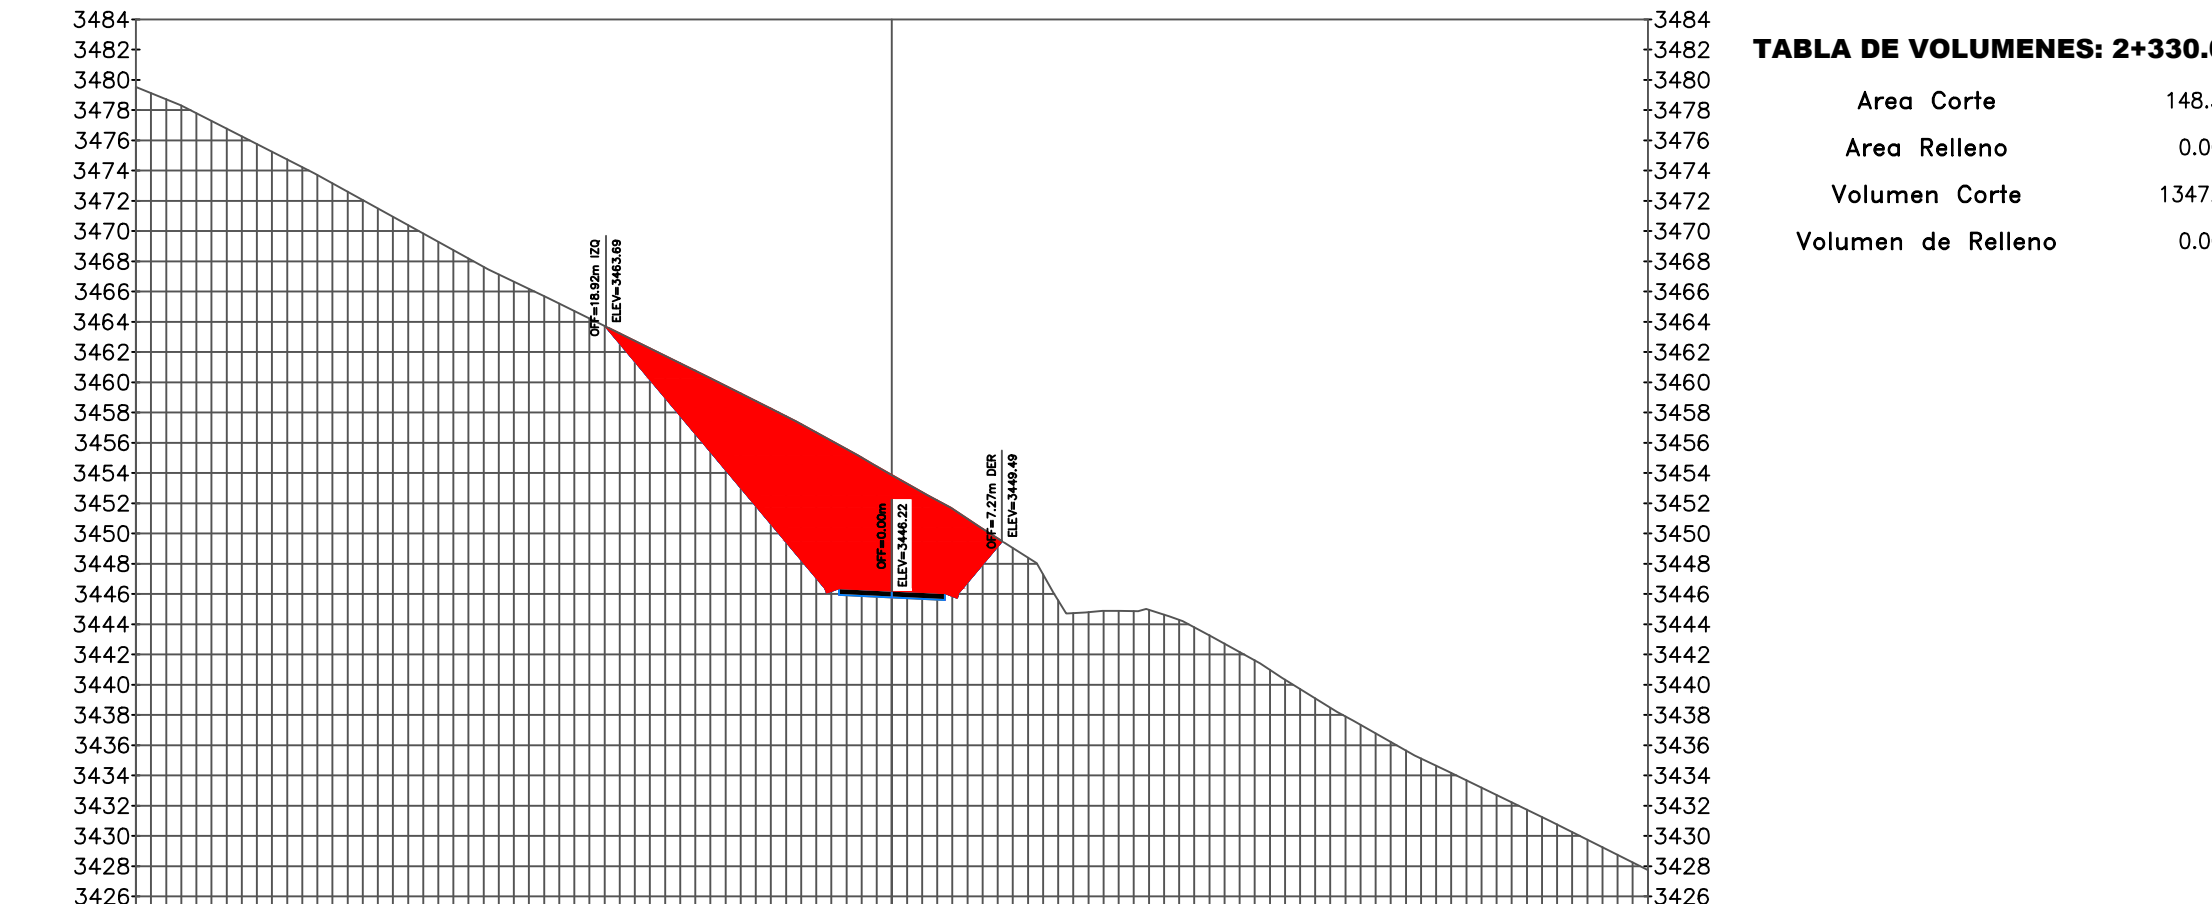 3484 3484
3482 3482
3480 3480
3478 3478
3476 3476
3474 3474
3472 3472
3470 3470
3468 3468
3466 3466
3464 3464
3462 3462
3460 3460
3458 3458
3456 3456
3454 3454
3452 3452
3450 3450
3448 3448
3446 3446
3444 3444
3442 3442
3440 3440
3438 3438
3436 3436
3434 3434
3432 3432
3430 3430
3428 3428
3426 3426
OFF=18.92m IZQ
ELEV=3463.69
OFF=0.00m
ELEV=3446.22
OFF=7.27m DER
ELEV=3449.49
TABLA DE VOLUMENES: 2+330.
Area Corte 148.
Area Relleno 0.0
Volumen Corte 1347
Volumen de Relleno 0.0